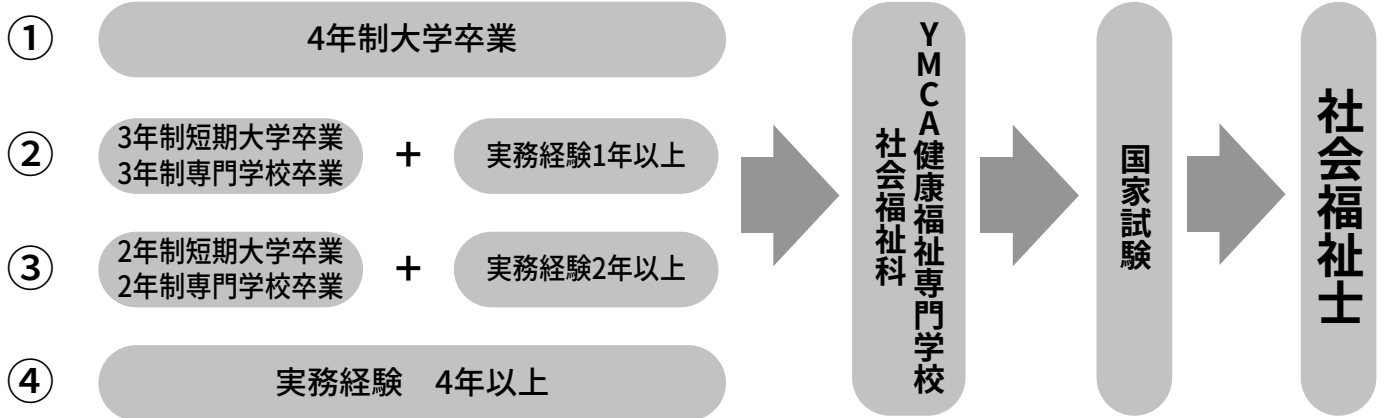 ①
4年制大学卒業
②
3年制短期大学卒業
3年制専門学校卒業
+
実務経験1年以上
③
2年制短期大学卒業
2年制専門学校卒業
+
実務経験2年以上
④
実務経験　4年以上
YMCA健康福祉専門学校
社会福祉科
国家試験
社会福祉士